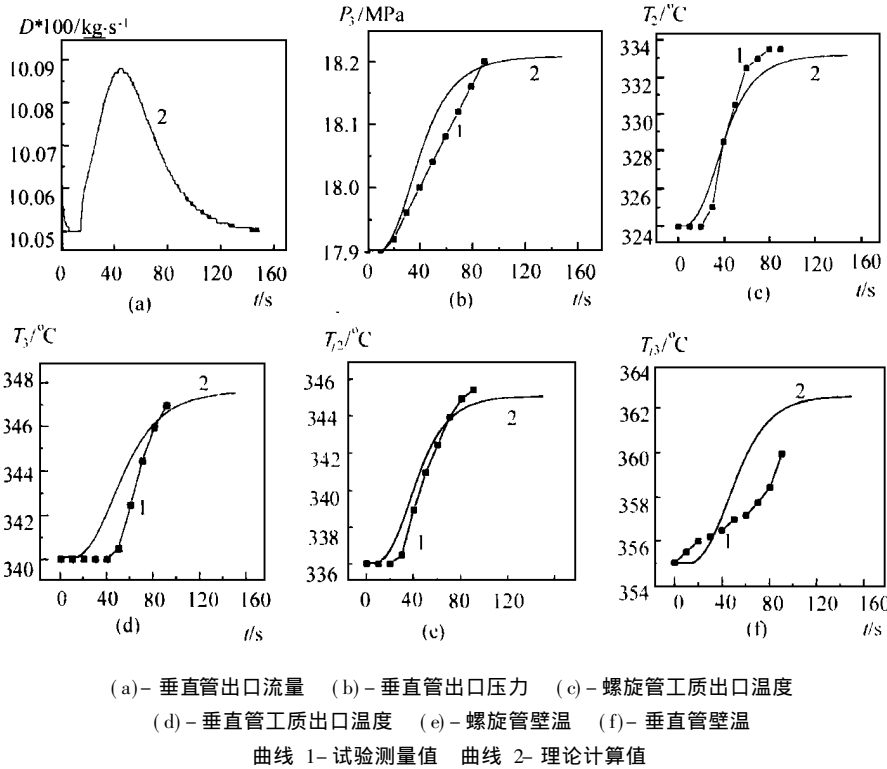 D*100/kg·s⁻¹
10.09
10.08
10.07
10.06
10.05
2
0 40 80 120 160
t/s
(a)
P₃/MPa
18.2
18.1
18.0
17.9
2
1
0 40 80 120 160
t/s
(b)
T₂/°C
334
332
330
328
326
324
1
2
0 40 80 120 160
t/s
(c)
T₃/°C
348
346
344
342
340
2
1
0 40 80 120 160
t/s
(d)
T_{t2}/°C
346
344
342
340
336
2
1
0 40 80 120 160
t/s
(e)
T_{t3}/°C
364
362
360
356
355
354
2
1
0 40 80 120 160
t/s
(f)
(a)– 垂直管出口流量 (b)– 垂直管出口压力 (c)– 螺旋管工质出口温度
(d)– 垂直管工质出口温度 (e)– 螺旋管壁温 (f)– 垂直管壁温
曲线 1– 试验测量值 曲线 2– 理论计算值